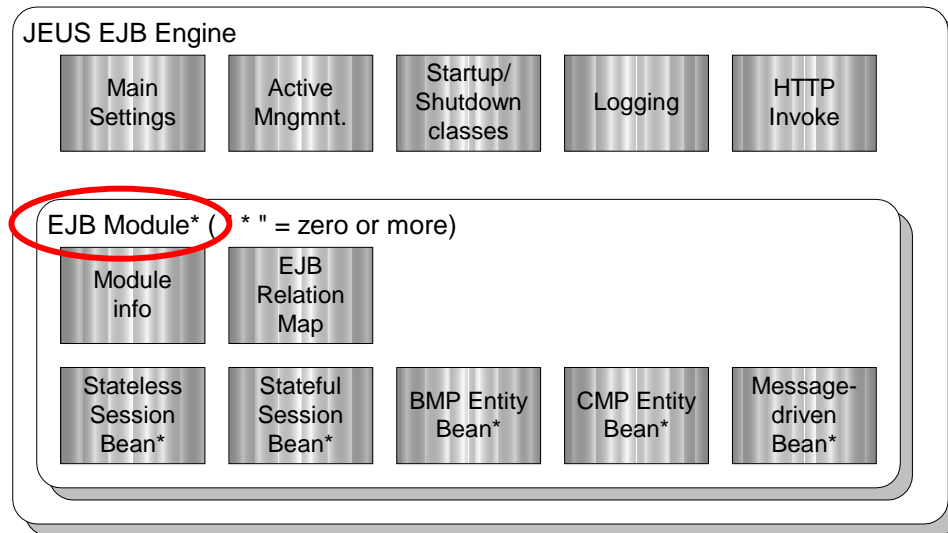 JEUS EJB Engine
Main
Settings
Active
Mngmnt.
Startup/
Shutdown
classes
Logging
HTTP
Invoke
EJB Module* ( " * " = zero or more)
Module
info
EJB
Relation
Map
Stateless
Session
Bean*
Stateful
Session
Bean*
BMP Entity
Bean*
CMP Entity
Bean*
Message-
driven
Bean*